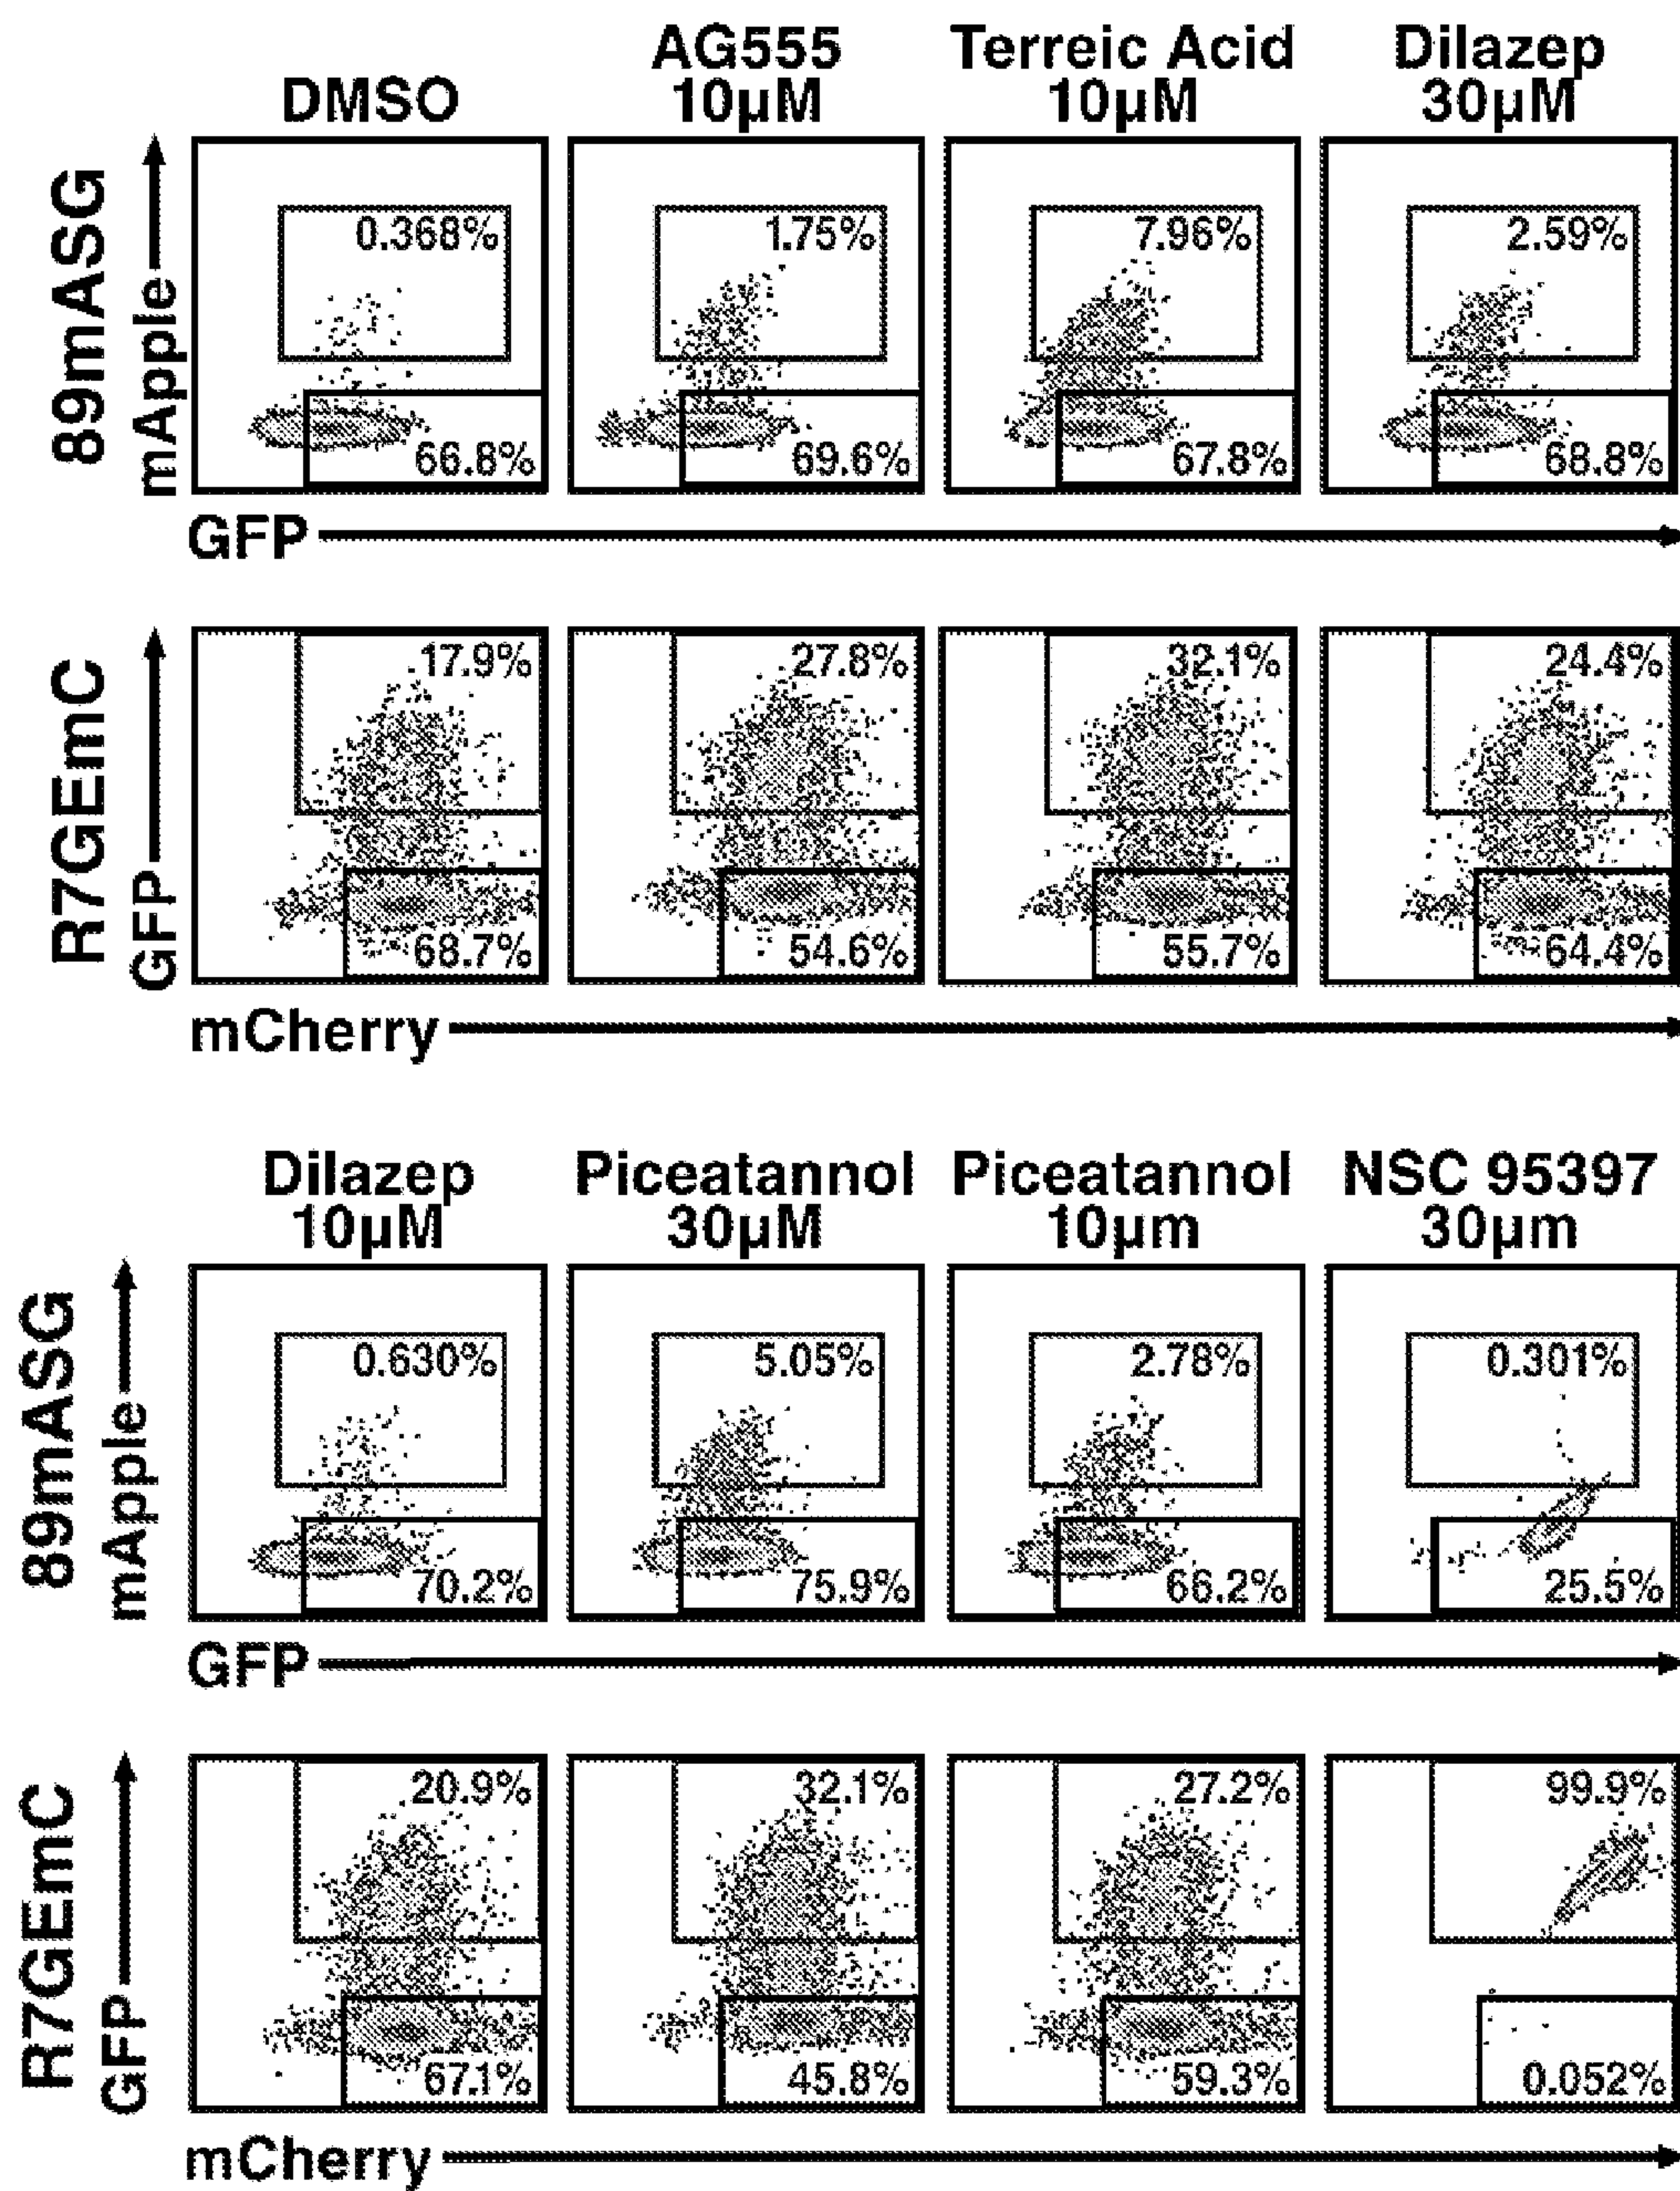 DMSO
AG555
10µM
Terreic Acid
10µM
Dilazep
30µM
89mASG
mApple
0.368%
1.75%
7.96%
2.59%
66.8%
69.6%
67.8%
68.8%
GFP
R7GEmC
GFP
17.9%
27.8%
32.1%
24.4%
68.7%
54.6%
55.7%
64.4%
mCherry
Dilazep
10µM
Piceatannol
30µM
Piceatannol
10µm
NSC 95397
30µm
89mASG
mApple
0.630%
5.05%
2.78%
0.301%
70.2%
75.9%
66.2%
25.5%
GFP
R7GEmC
GFP
20.9%
32.1%
27.2%
99.9%
67.1%
45.8%
59.3%
0.052%
mCherry